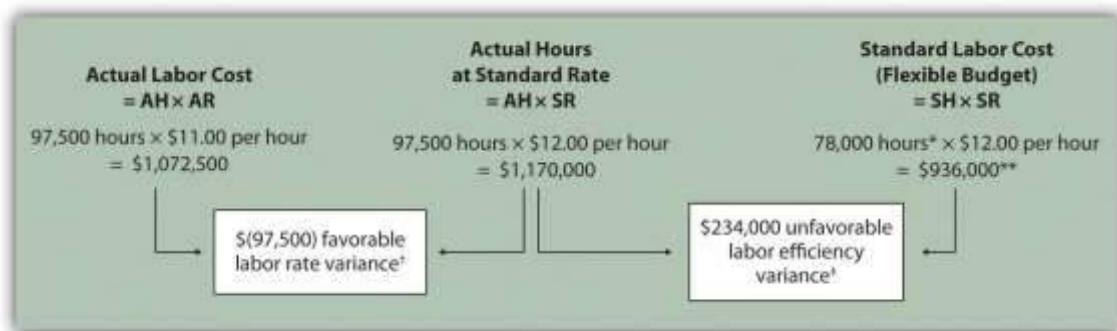 Actual Labor Cost
= AH × AR
97,500 hours × $11.00 per hour
= $1,072,500
Actual Hours
at Standard Rate
= AH × SR
97,500 hours × $12.00 per hour
= $1,170,000
Standard Labor Cost
(Flexible Budget)
= SH × SR
78,000 hours* × $12.00 per hour
= $936,000**
$(97,500) favorable
labor rate variance†
$234,000 unfavorable
labor efficiency
variance‡